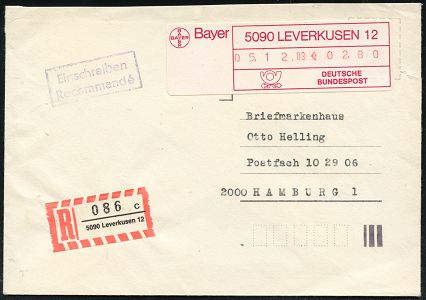 BAYER
Bayer
5090 LEVERKUSEN 12
05.12.83 0280
DEUTSCHE
BUNDESPOST
Einschreiben
Recommandé
Briefmarkenhaus
Otto Helling
Postfach 10 29 06
2000 HAMBURG 1
R
086 c
5090 Leverkusen 12